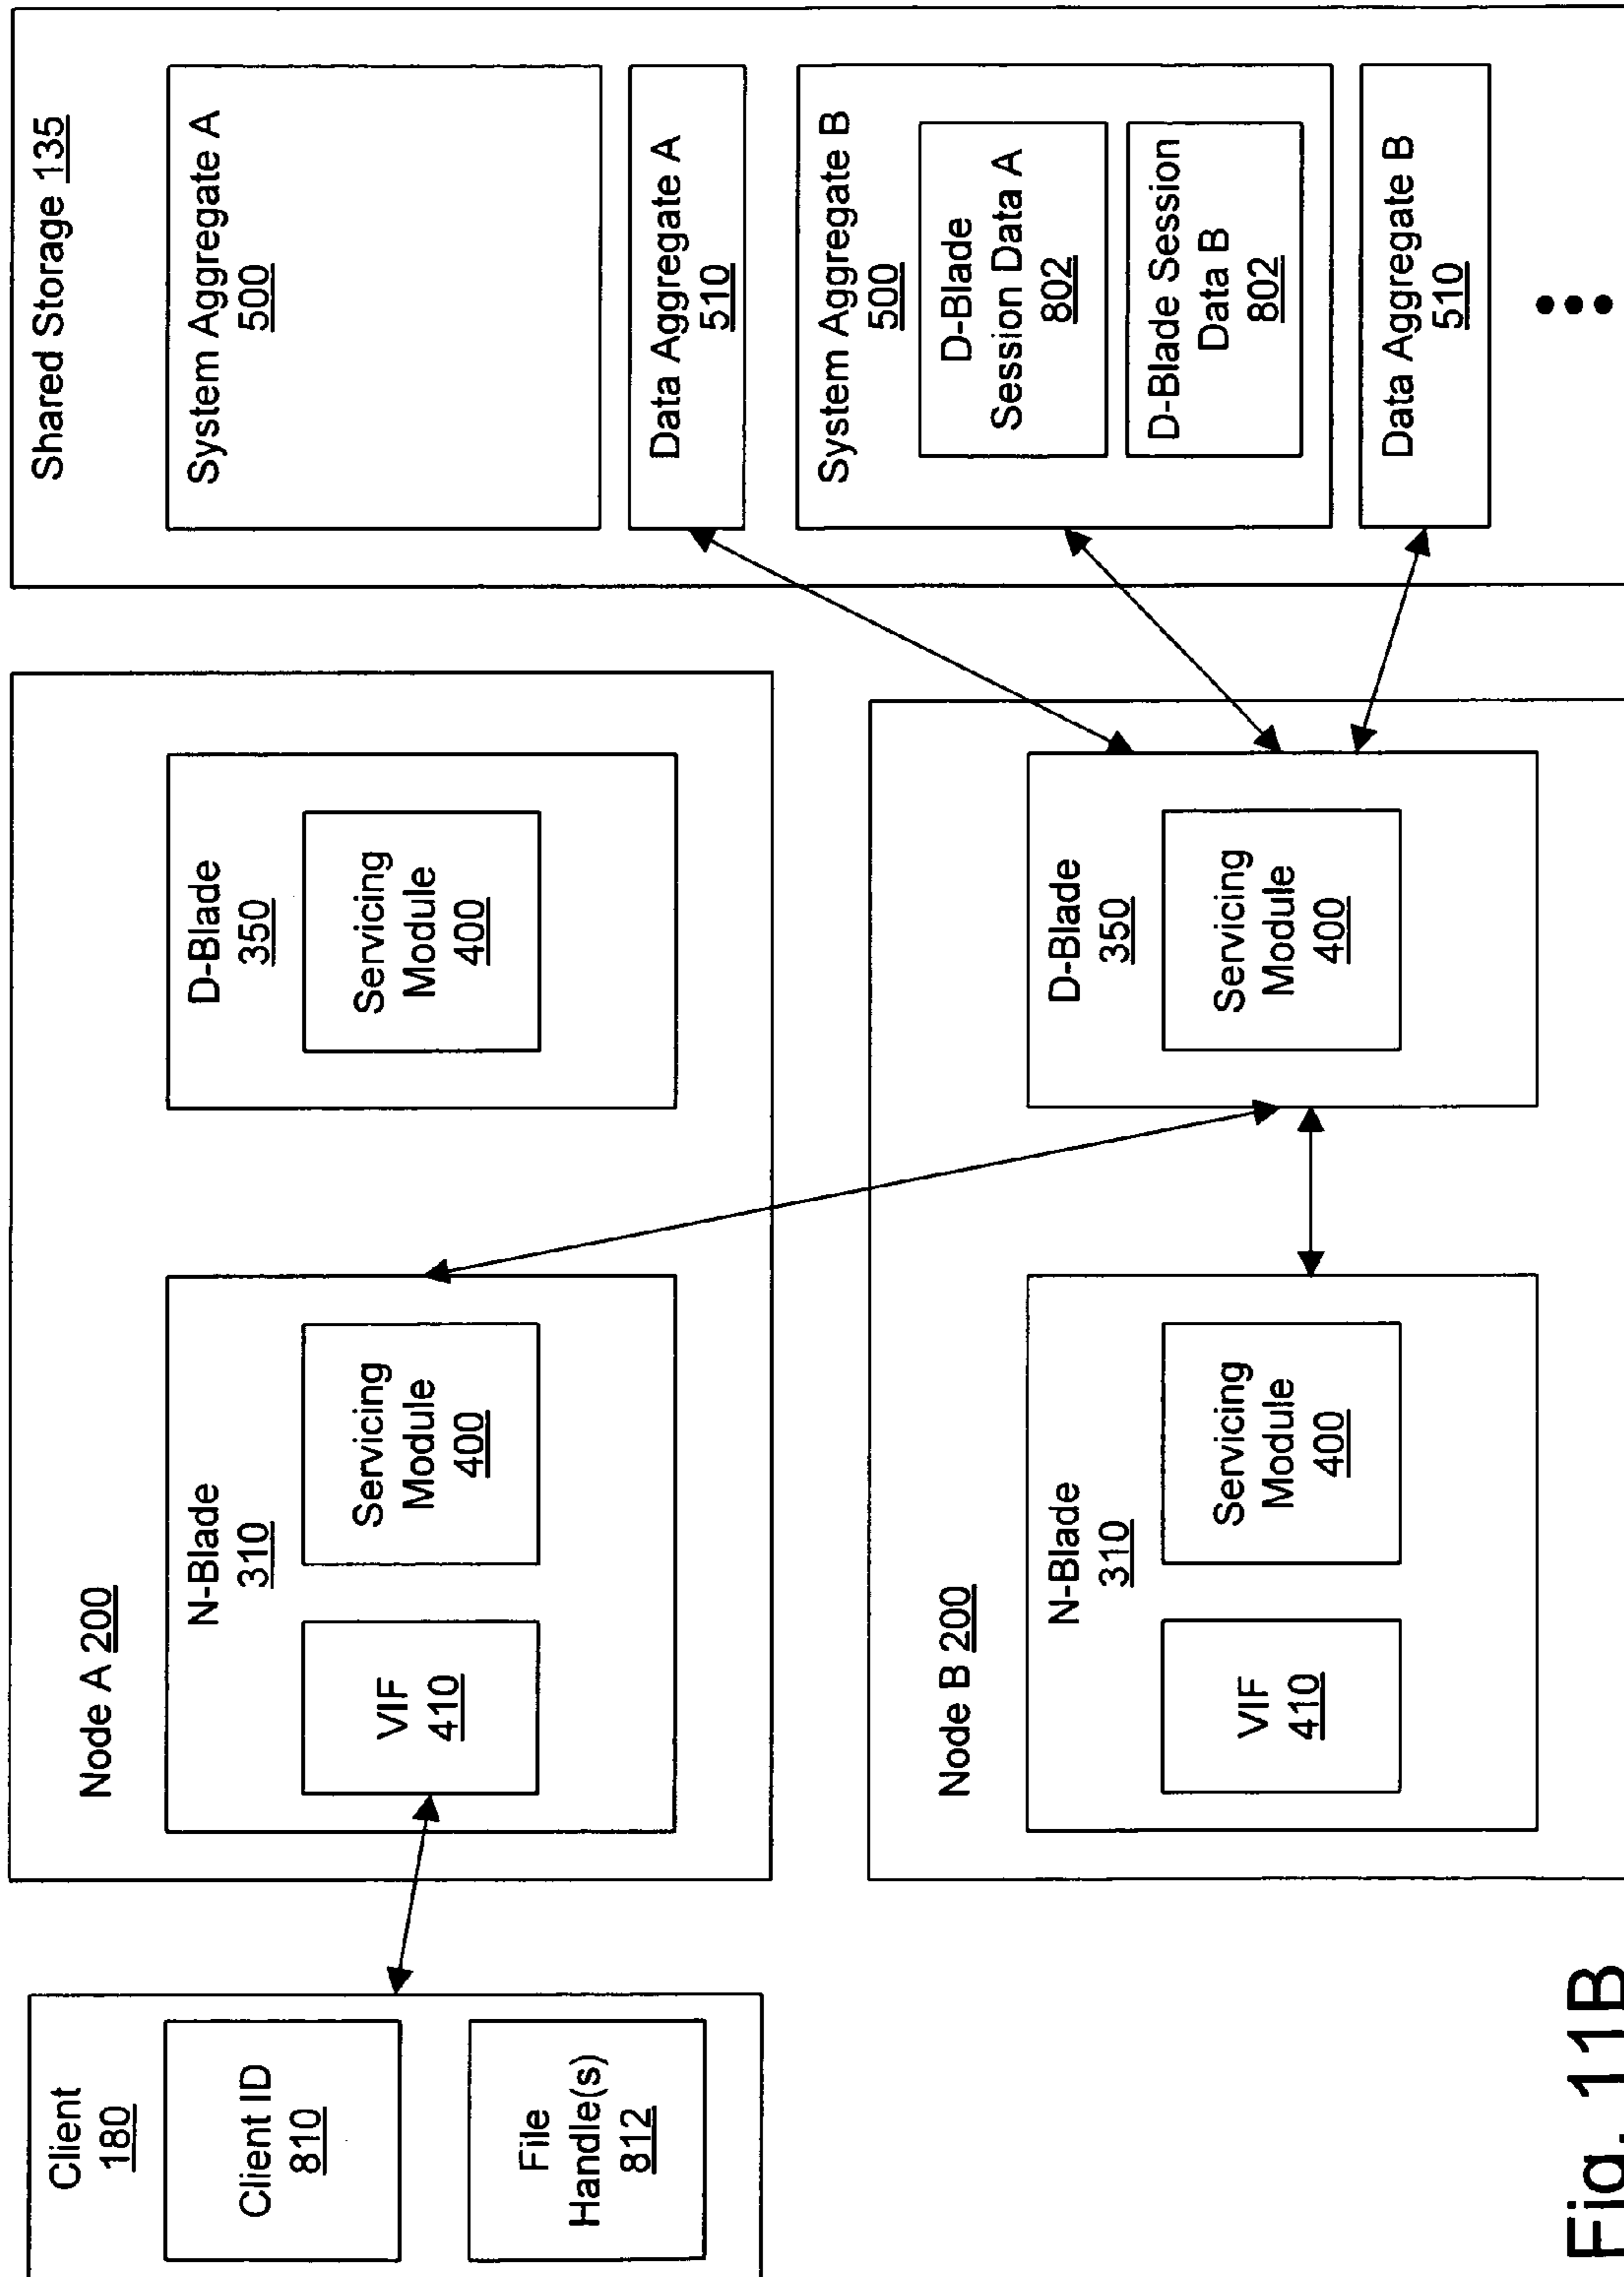 Client
180
Client ID
810
File
Handle(s)
812
Node A 200
N-Blade
310
VIF
410
Servicing
Module
400
D-Blade
350
Servicing
Module
400
Node B 200
N-Blade
310
VIF
410
Servicing
Module
400
D-Blade
350
Servicing
Module
400
Shared Storage 135
System Aggregate A
500
Data Aggregate A
510
System Aggregate B
500
D-Blade
Session Data A
802
D-Blade Session
Data B
802
Data Aggregate B
510
Fig. 11B